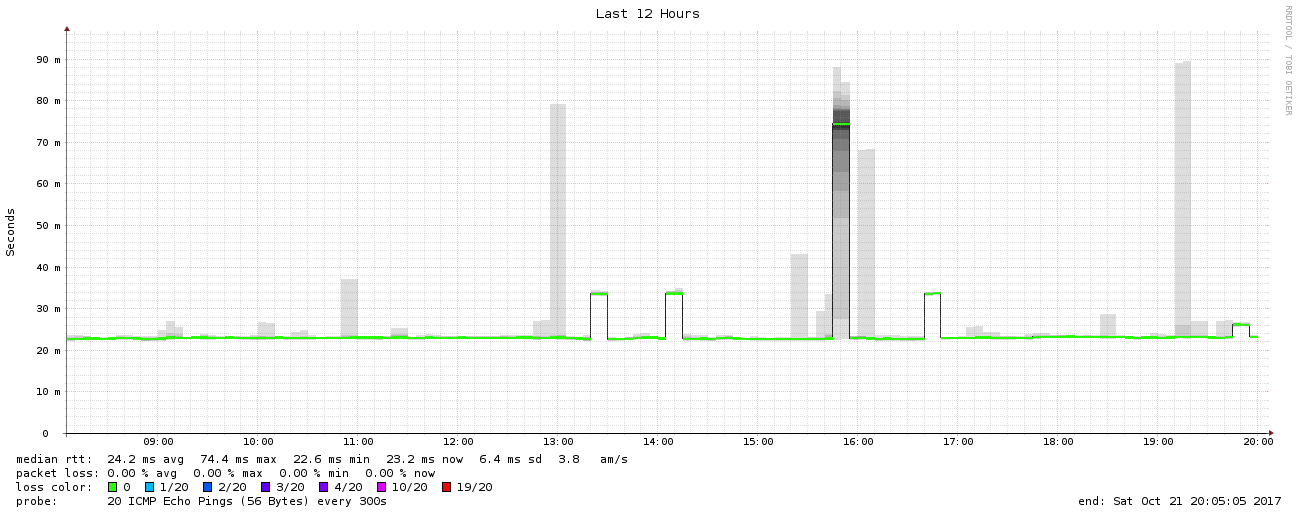 Last 12 Hours
RRDTOOL / TOBI OETIKER
Seconds
90 m
80 m
70 m
60 m
50 m
40 m
30 m
20 m
10 m
0
09:00 10:00 11:00 12:00 13:00 14:00 15:00 16:00 17:00 18:00 19:00 20:00
median rtt: 24.2 ms avg 74.4 ms max 22.6 ms min 23.2 ms now 6.4 ms sd 3.8 am/s
packet loss: 0.00 % avg 0.00 % max 0.00 % min 0.00 % now
loss color: 0 1/20 2/20 3/20 4/20 10/20 19/20
probe: 20 ICMP Echo Pings (56 Bytes) every 300s end: Sat Oct 21 20:05:05 2017